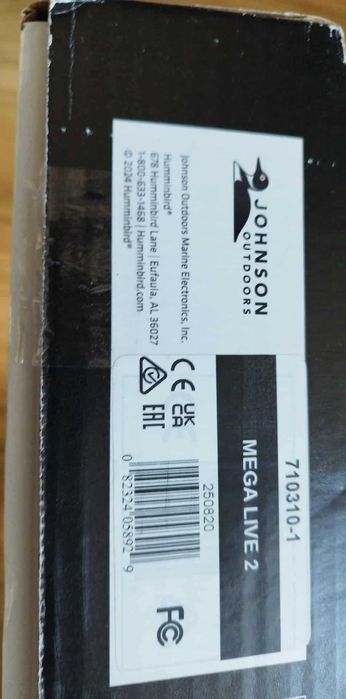 JOHNSON
OUTDOORS
Johnson Outdoors Marine Electronics, Inc.
Humminbird®
678 Humminbird Lane | Eufaula, AL 36027
1-800-633-1468 | Humminbird.com
© 2024 Humminbird®
CE UK
CA
EAC
710310-1
MEGA LIVE 2
250820
0 82324 05892 9
FC